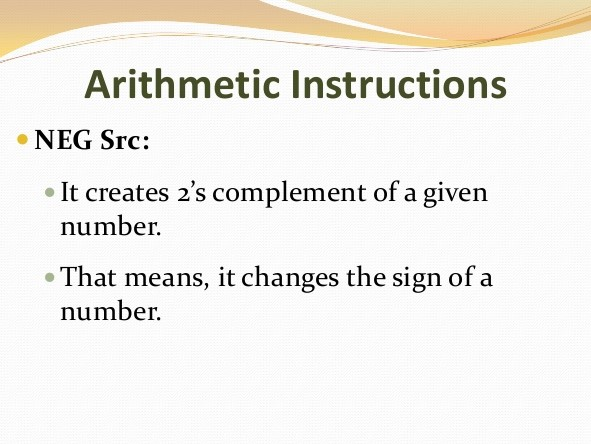 Arithmetic Instructions
• NEG Src:
• It creates 2’s complement of a given
number.
• That means, it changes the sign of a
number.